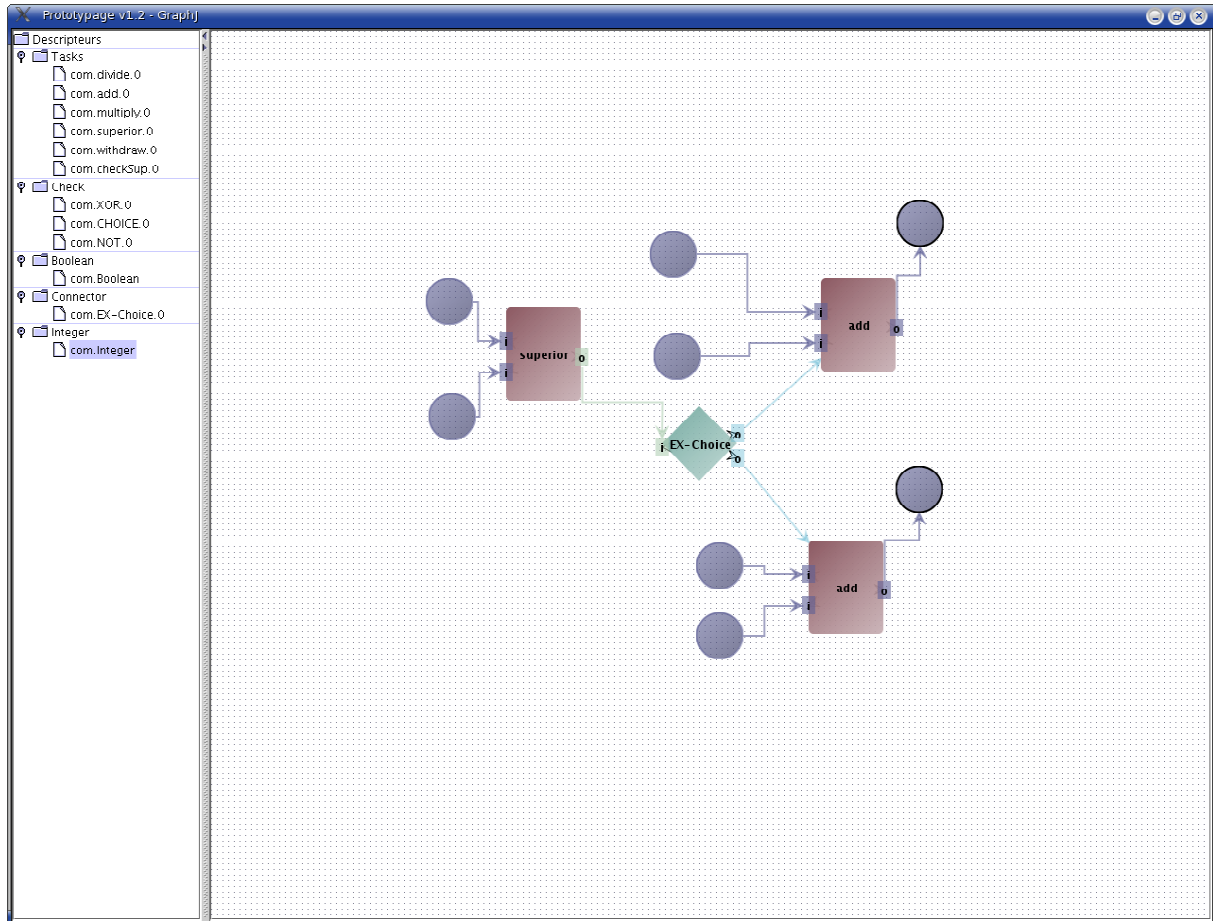 Prototypage v1.2 - GraphJ
Descripteurs
Tasks
com.divide.0
com.add.0
com.multiply.0
com.superior.0
com.withdraw.0
com.checkSup.0
Check
com.XOR.0
com.CHOICE.0
com.NOT.0
Boolean
com.Boolean
Connector
com.EX-Choice.0
Integer
com.Integer
i
add
o
i
i
superior
o
i
o
i
EX-Choice
o
i
add
o
i